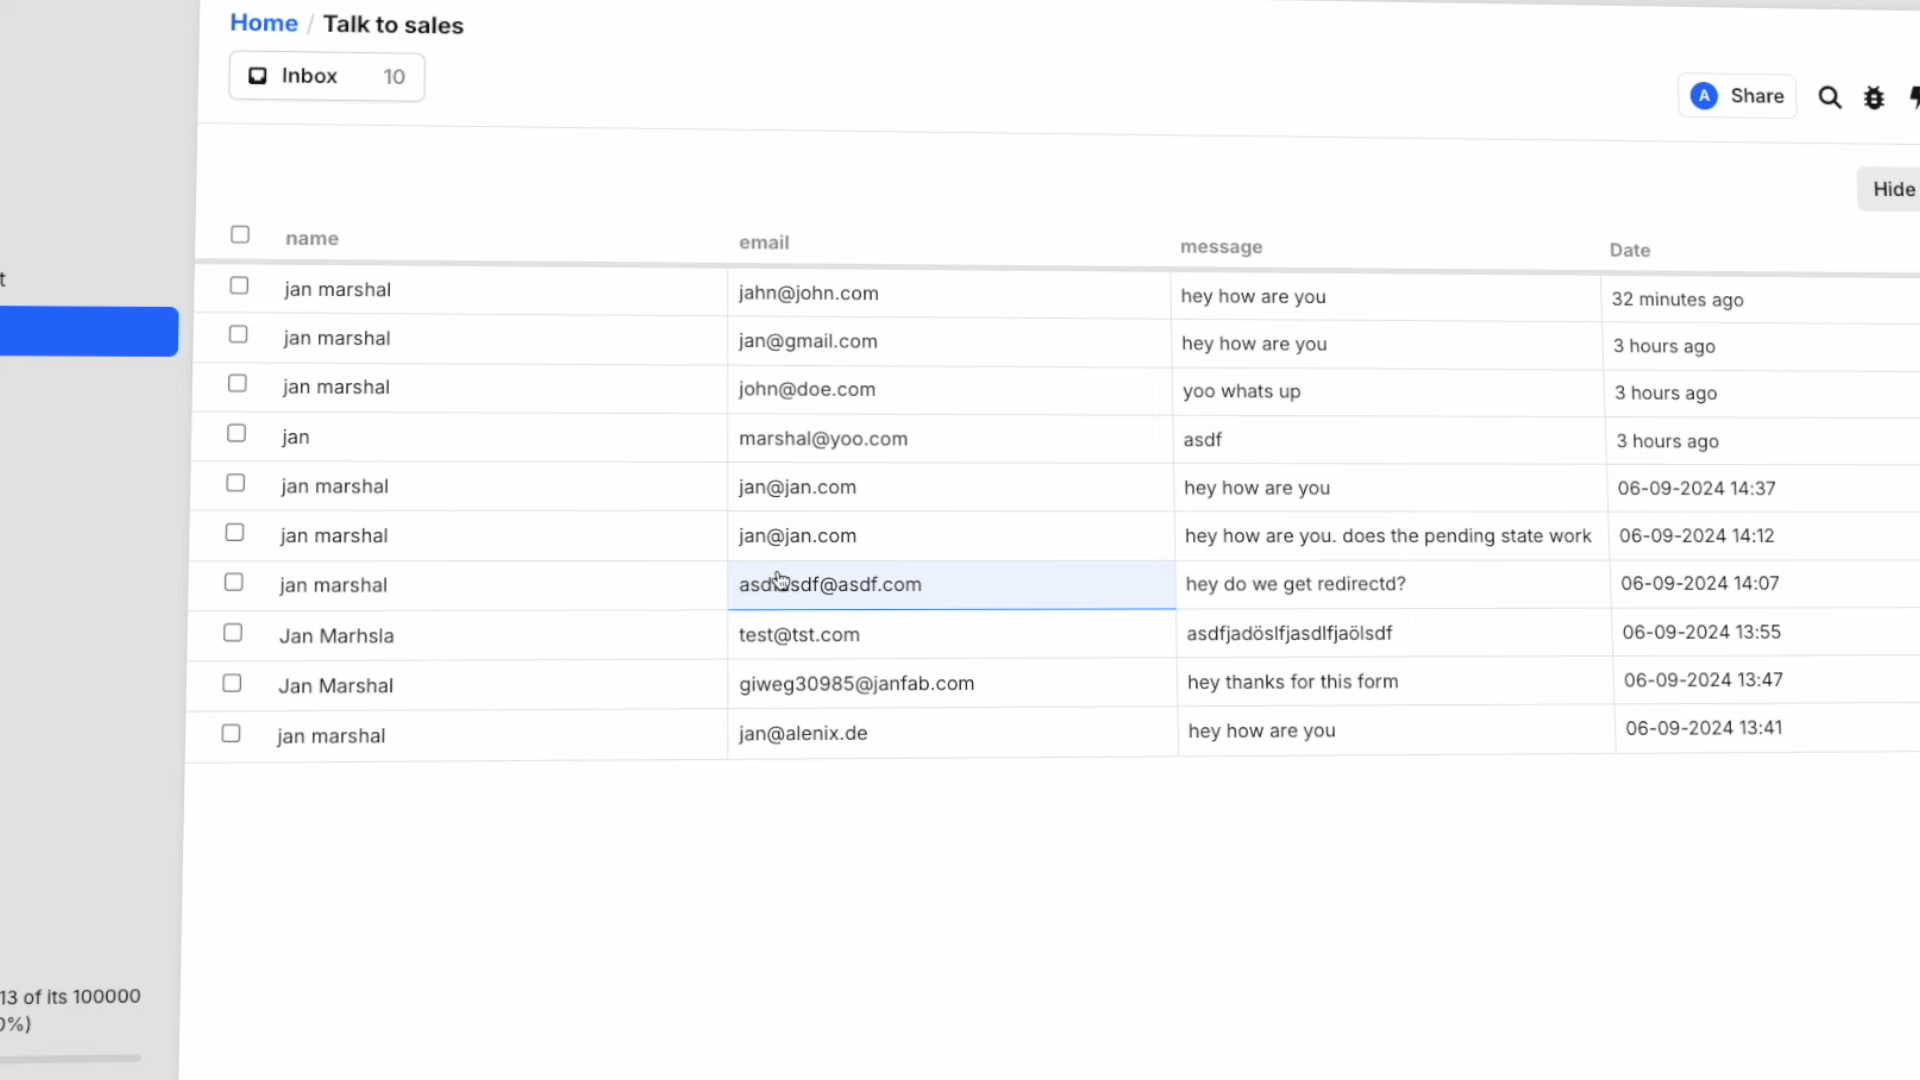 Home / Talk to sales
Inbox 10
A Share
Hide
name email message Date
jan marshal jahn@john.com hey how are you 32 minutes ago
jan marshal jan@gmail.com hey how are you 3 hours ago
jan marshal john@doe.com yoo whats up 3 hours ago
jan marshal@yoo.com asdf 3 hours ago
jan marshal jan@jan.com hey how are you 06-09-2024 14:37
jan marshal jan@jan.com hey how are you. does the pending state work 06-09-2024 14:12
jan marshal hey do we get redirectd? 06-09-2024 14:07
Jan Marhsla test@tst.com asdfjadöslfjasdlfjaölsdf 06-09-2024 13:55
Jan Marshal giweg30985@janfab.com hey thanks for this form 06-09-2024 13:47
jan marshal jan@alenix.de hey how are you 06-09-2024 13:41
13 of its 100000
0%)